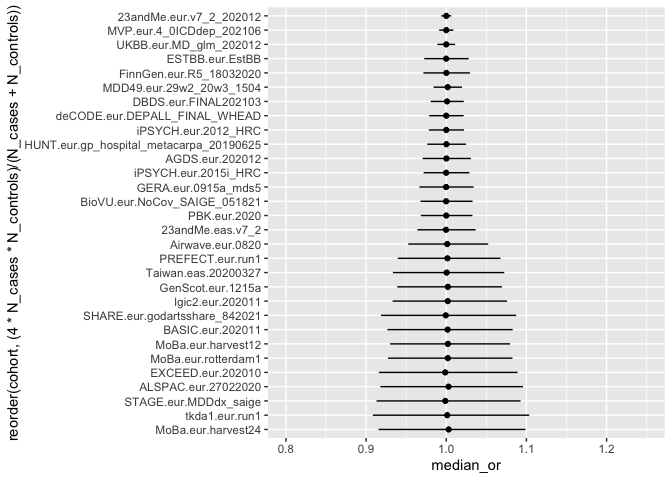 reorder(cohort, (4 * N_cases * N_controls)/(N_cases + N_controls))
23andMe.eur.v7_2_202012
MVP.eur.4_0ICDdep_202106
UKBB.eur.MD_glm_202012
ESTBB.eur.EstBB
FinnGen.eur.R5_18032020
MDD49.eur.29w2_20w3_1504
DBDS.eur.FINAL202103
deCODE.eur.DEPALL_FINAL_WHEAD
iPSYCH.eur.2012_HRC
HUNT.eur.gp_hospital_metacarpa_20190625
AGDS.eur.202012
iPSYCH.eur.2015i_HRC
GERA.eur.0915a_mds5
BioVU.eur.NoCov_SAIGE_051821
PBK.eur.2020
23andMe.eas.v7_2
Airwave.eur.0820
PREFECT.eur.run1
Taiwan.eas.20200327
GenScot.eur.1215a
lgic2.eur.202011
SHARE.eur.godartsshare_842021
BASIC.eur.202011
MoBa.eur.harvest12
MoBa.eur.rotterdam1
EXCEED.eur.202010
ALSPAC.eur.27022020
STAGE.eur.MDDdx_saige
tkda1.eur.run1
MoBa.eur.harvest24
0.8 0.9 1.0 1.1 1.2
median_or